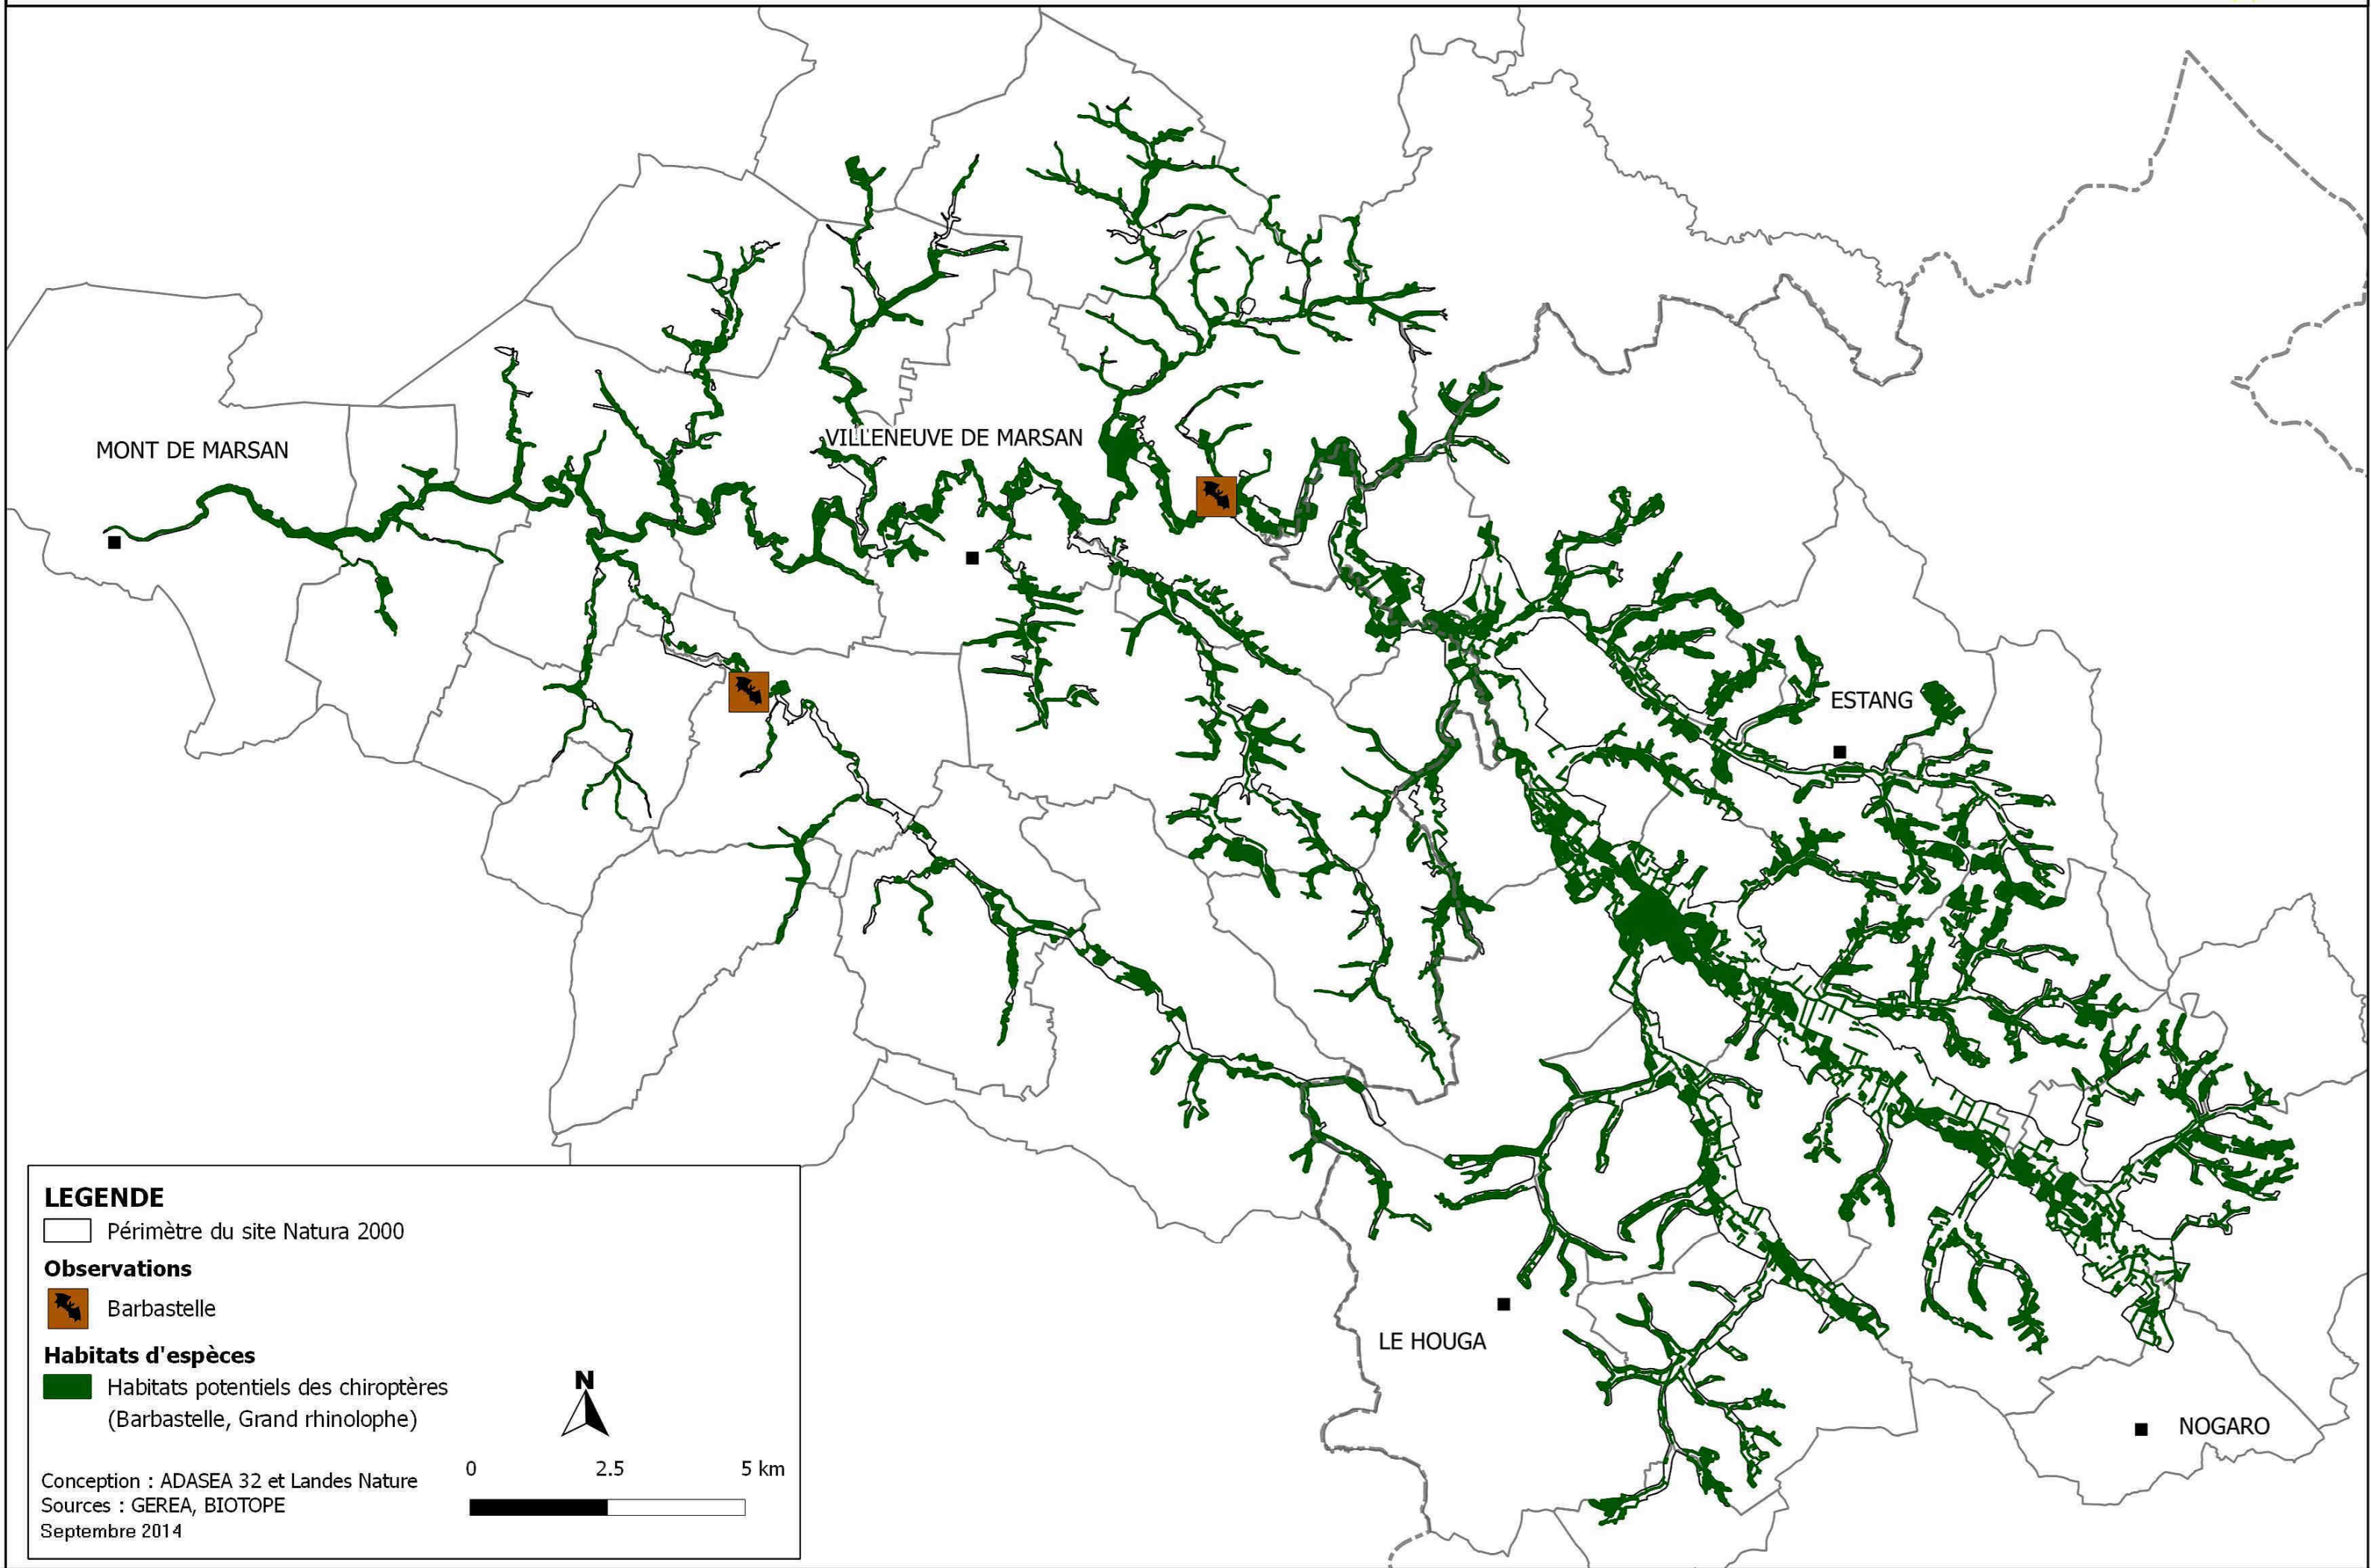 MONT DE MARSAN
VILLENEUVE DE MARSAN
ESTANG
LE HOUGA
NOGARO
LEGENDE
Périmètre du site Natura 2000
Observations
Barbastelle
Habitats d'espèces
Habitats potentiels des chiroptères
(Barbastelle, Grand rhinolophe)
N
0 2.5 5 km
Conception : ADASEA 32 et Landes Nature
Sources : GEREA, BIOTOPE
Septembre 2014